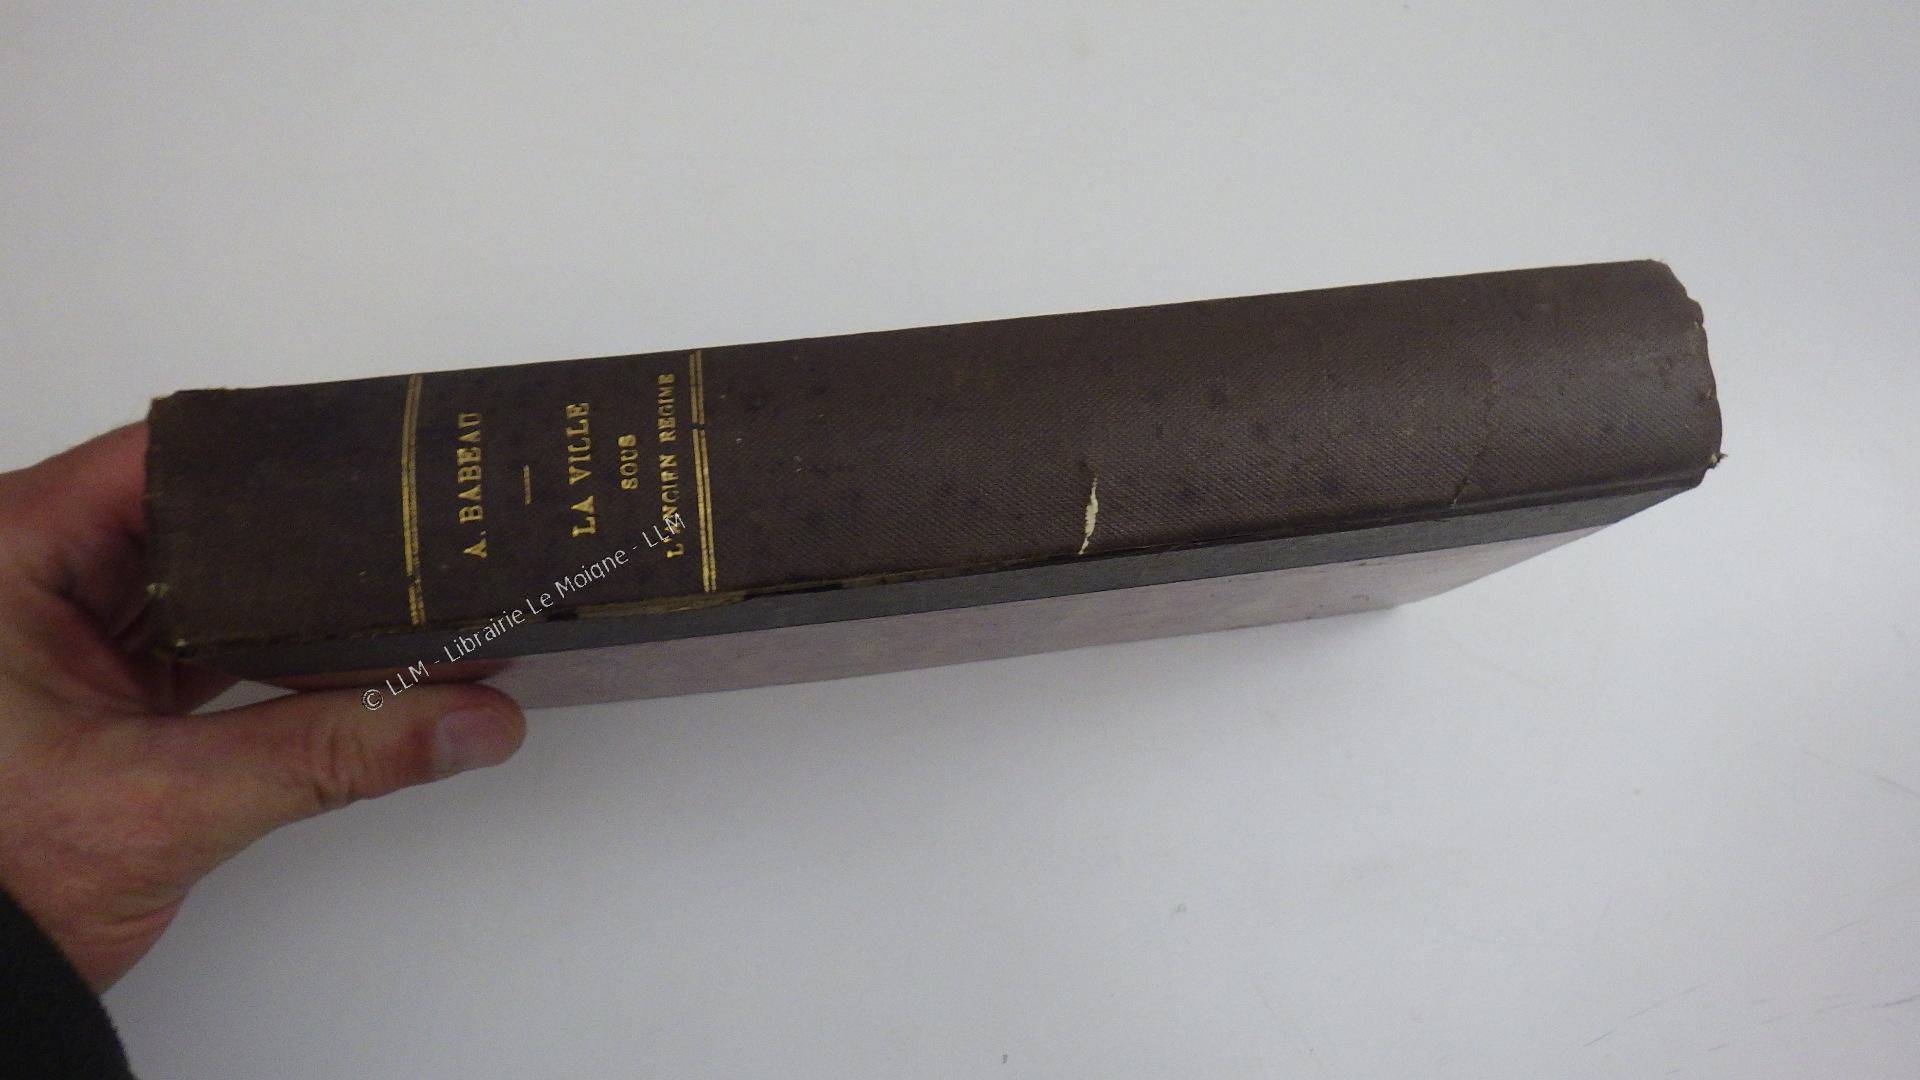 A. BABEAU
LA VILLE
SOUS
L'ANCIEN REGIME
© LLM - Librairie Le Moigne - LLM